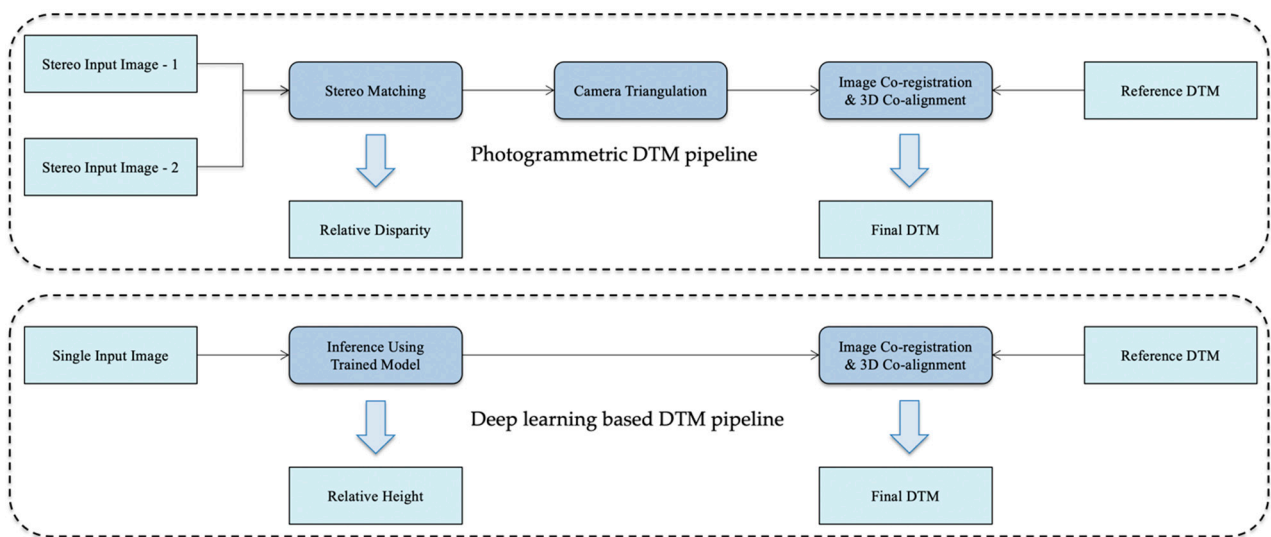 Stereo Input Image - 1
Stereo Matching
Camera Triangulation
Image Co-registration
& 3D Co-alignment
Reference DTM
Stereo Input Image - 2
Photogrammetric DTM pipeline
Relative Disparity
Final DTM
Single Input Image
Inference Using
Trained Model
Image Co-registration
& 3D Co-alignment
Reference DTM
Deep learning based DTM pipeline
Relative Height
Final DTM